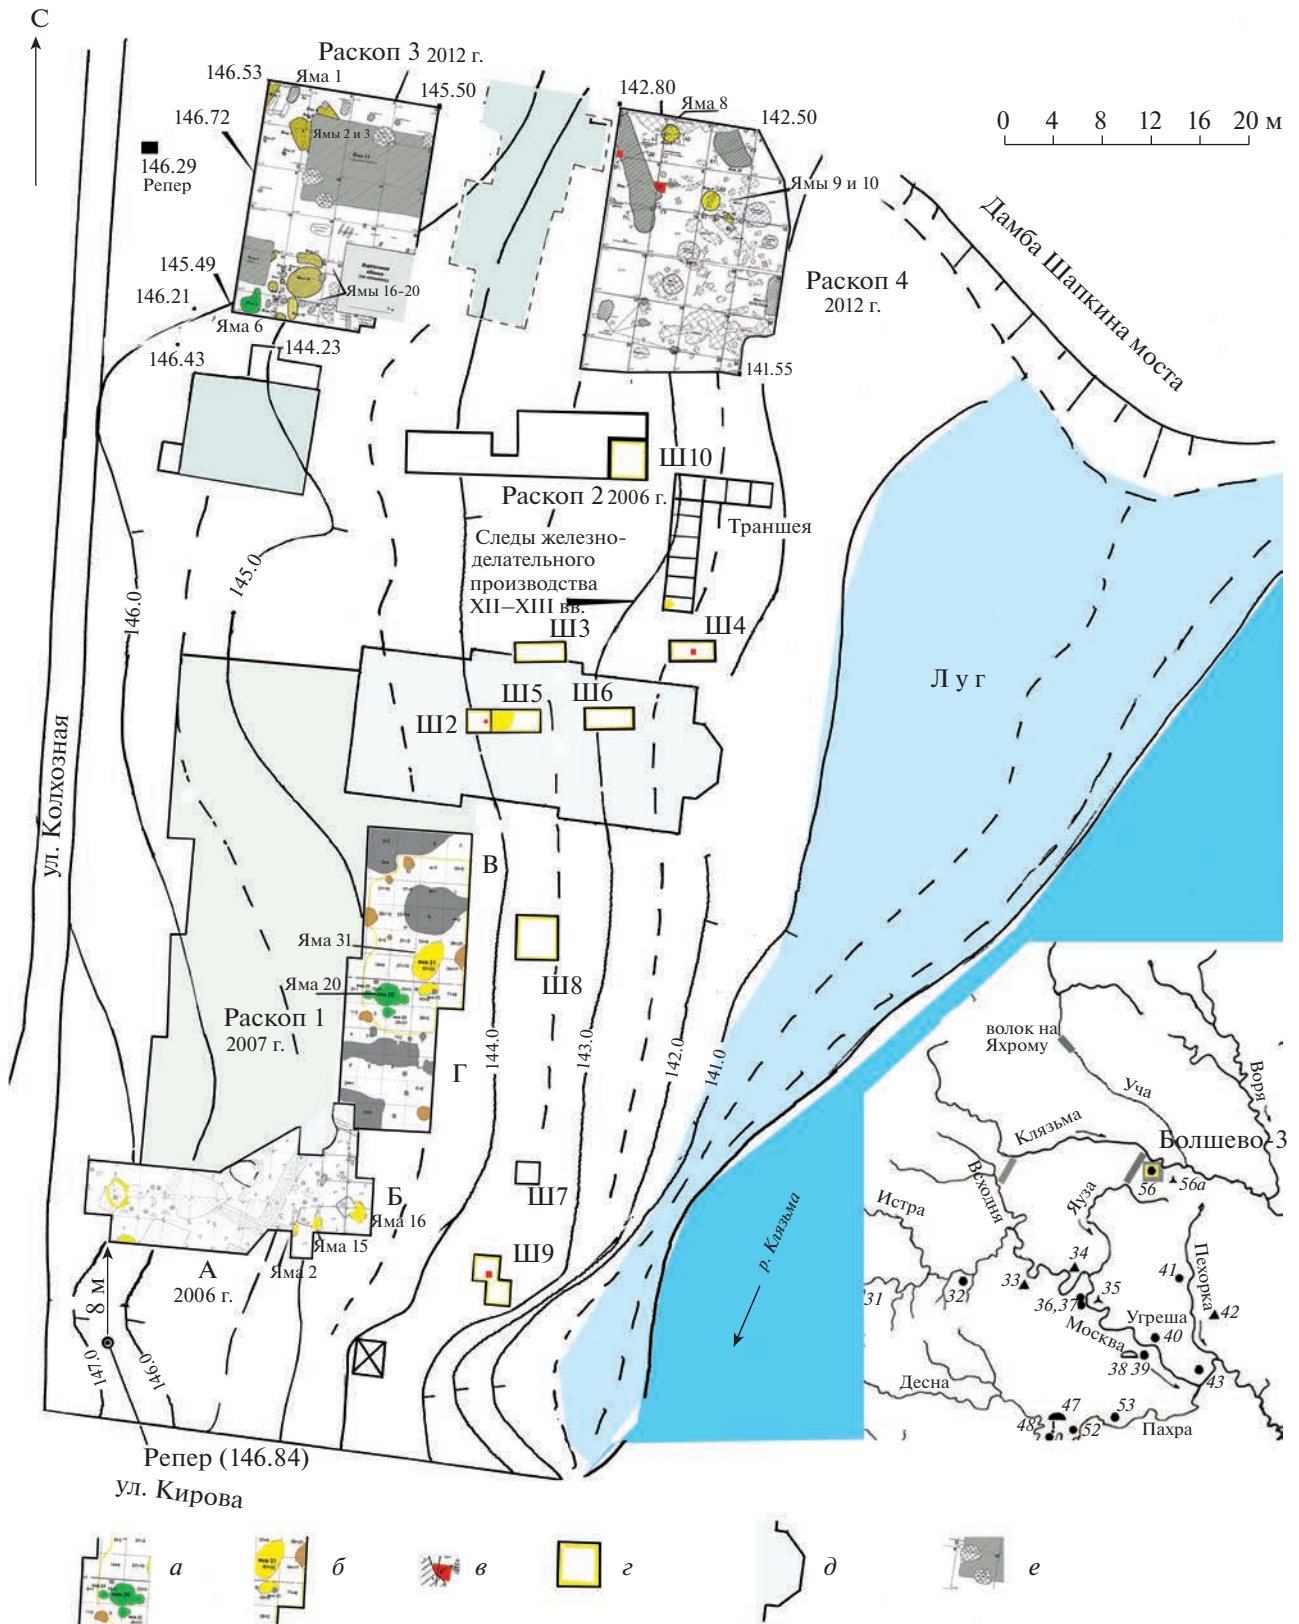 С
Раскоп 3 2012 г.
146.53
Яма 1
145.50
142.80
Яма 8
142.50
0 4 8 12 16 20 м
146.72
Ямы 2 и 3
146.29
Репер
Ямы 9 и 10
Дамба Шапкина моста
145.49
146.21
Ямы 16-20
Раскоп 4
2012 г.
Яма 6
146.43
144.23
141.55
Ш10
Раскоп 2 2006 г.
Траншея
Следы железно-
делательного
производства
XII–XIII вв.
146.0
145.0
Ш3
Ш4
Луг
Ш5
Ш6
Ш2
ул. Колхозная
В
Яма 31
Яма 20
Ш8
Раскоп 1
2007 г.
144.0
143.0
142.0
141.0
Г
Ш7
Б
Яма 16
Яма 15
Яма 2
А
2006 г.
Ш9
8 м
147.0
146.0
р. Клязьма
Репер (146.84)
ул. Кирова
волок на
Яхрому
Уча
Воря
Клязьма
Болшево-3
56
56а
Всходня
Яуза
Истра
34
33
35
41
Пехорка
42
31
32
36,37
Угреша
40
Москва
38 39
43
Десна
47
48
52
53
Пахра
а
б
в
г
д
е